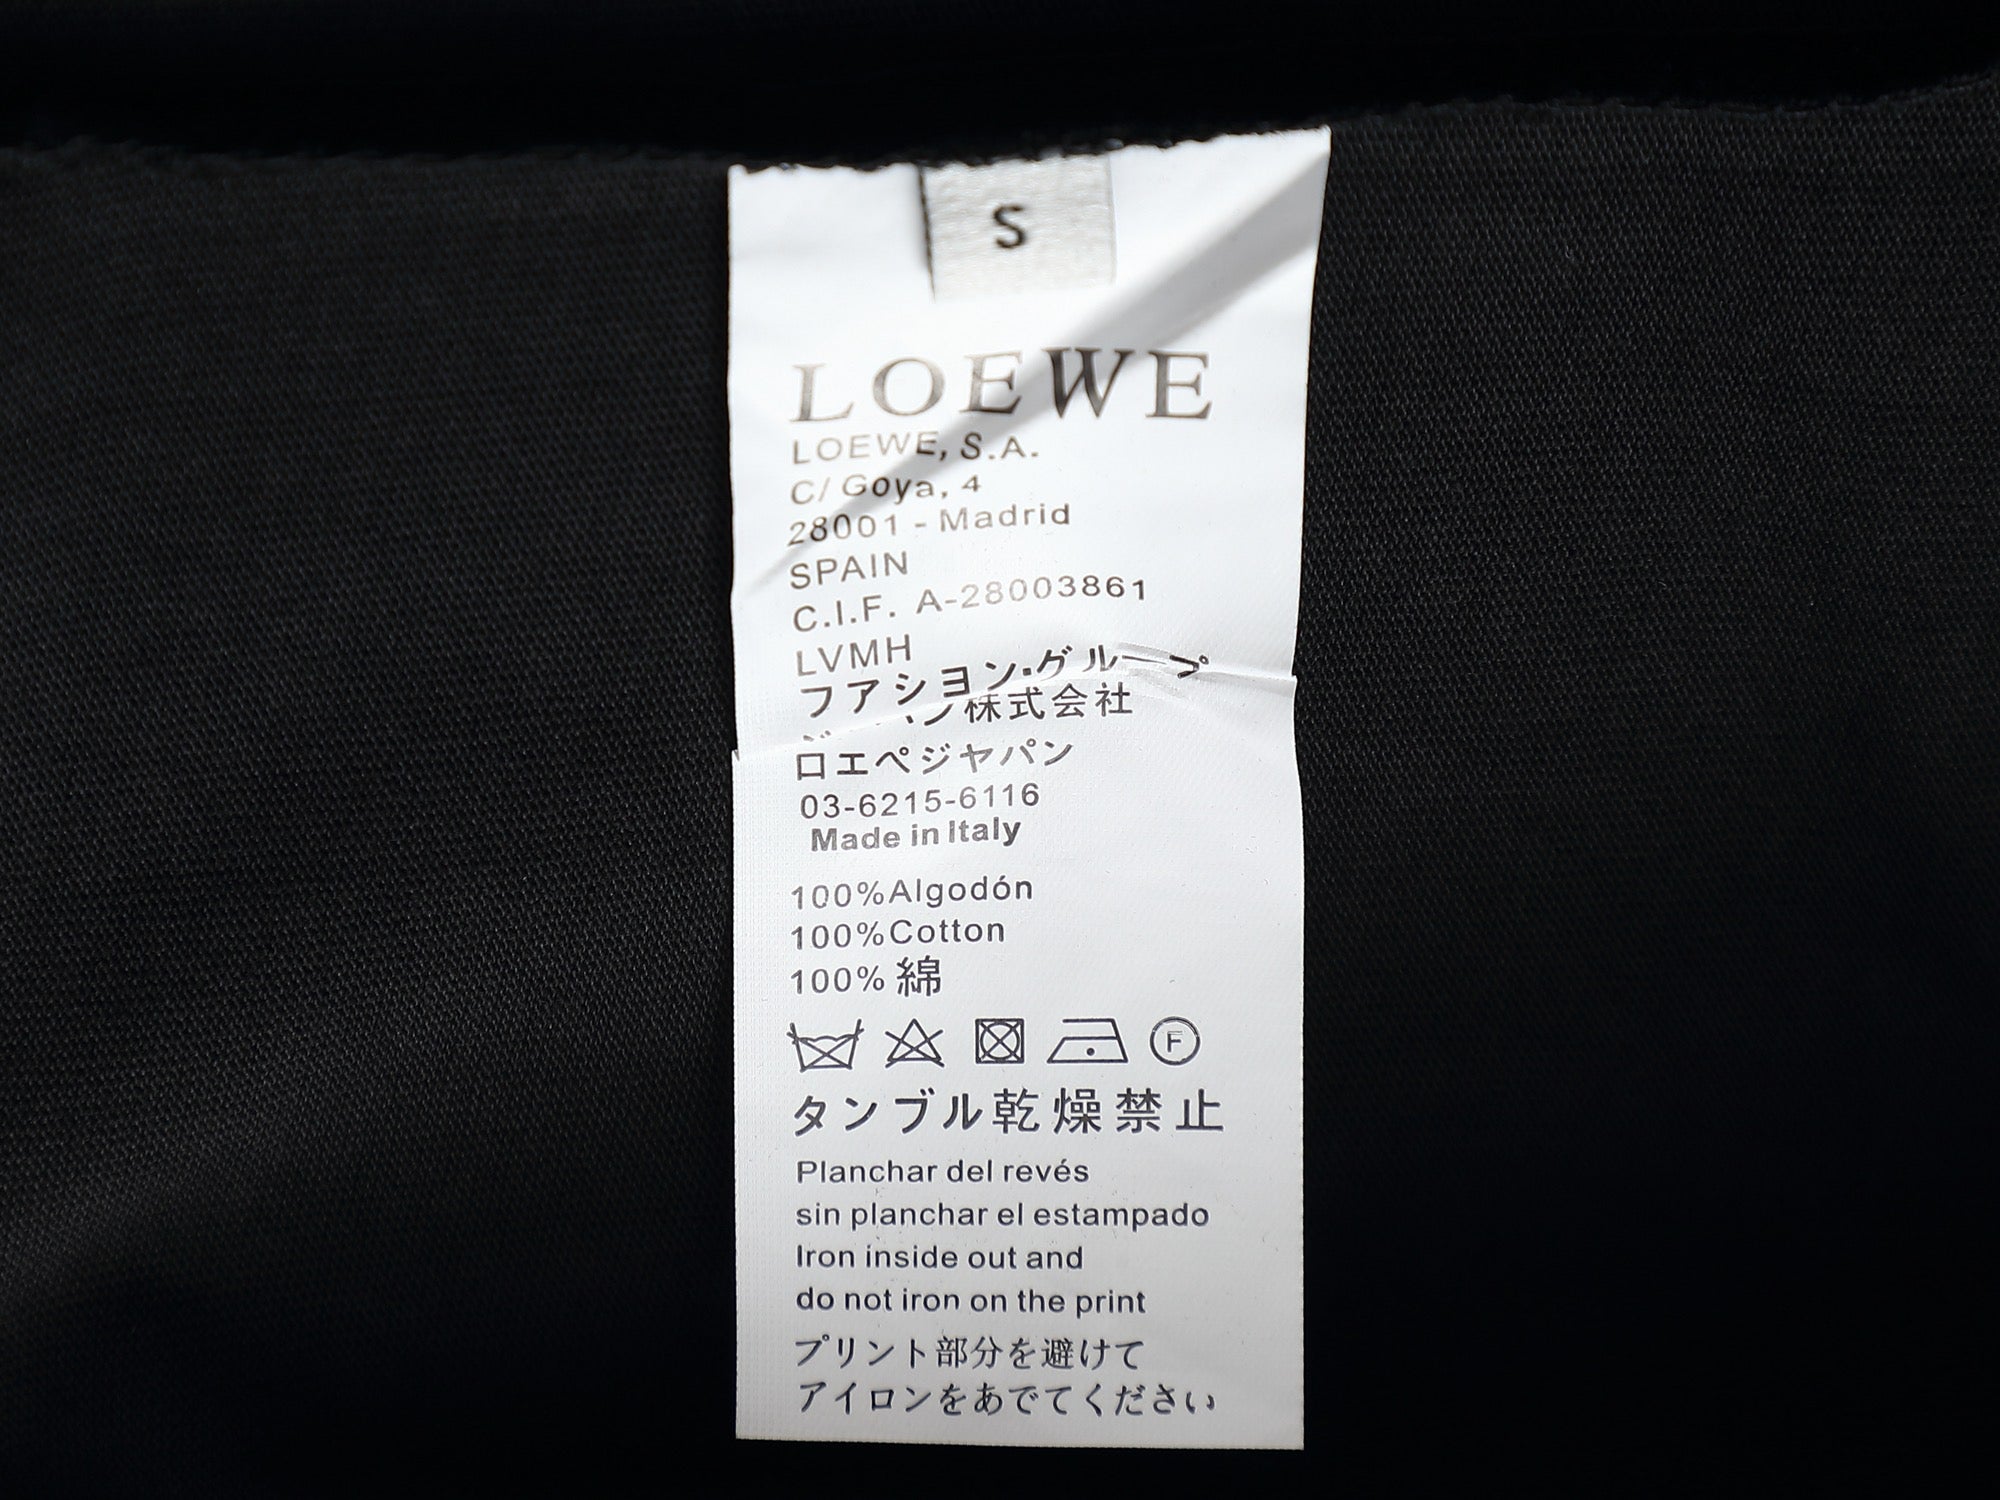 S
LOEWE
LOEWE, S.A.
C/ Goya, 4
28001 - Madrid
SPAIN
C.I.F. A-28003861
LVMH
ファション·グループ
株式会社
ロエペジャパン
03-6215-6116
Made in Italy
100%Algodón
100%Cotton
100% 綿
F
タンブル乾燥禁止
Planchar del revés
sin planchar el estampado
Iron inside out and
do not iron on the print
プリント部分を避けて
アイロンをあでてください